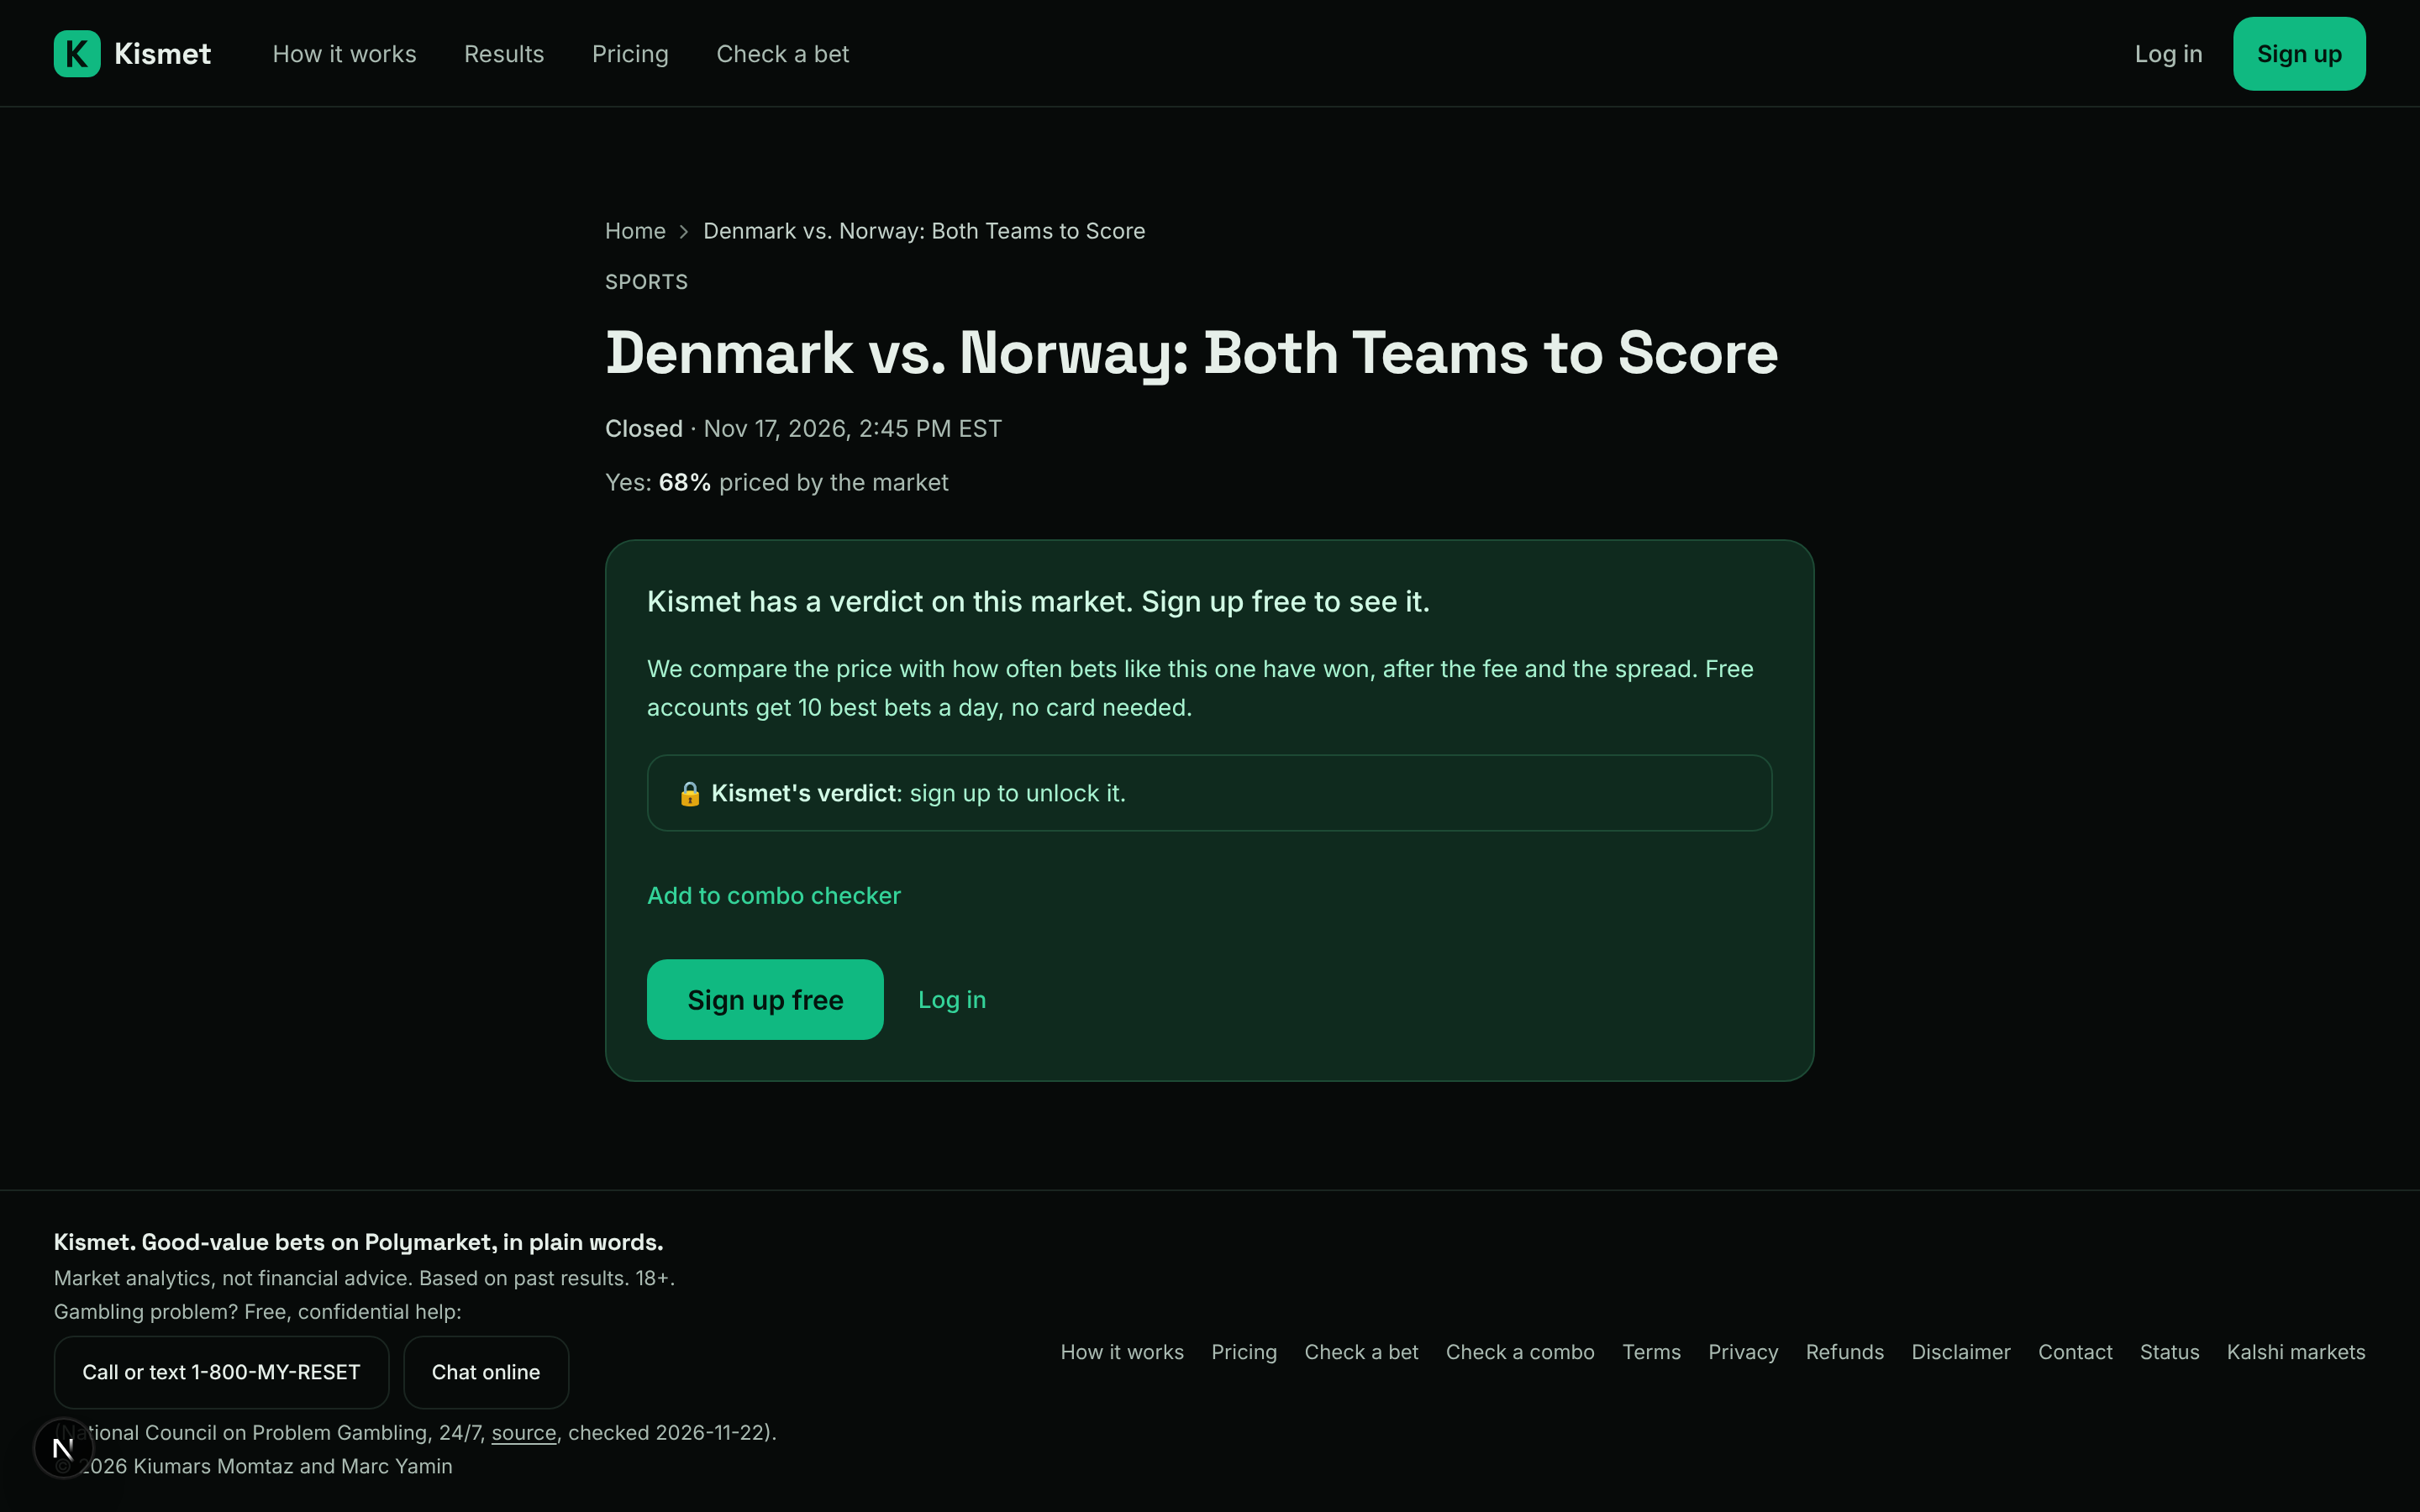 K Kismet How it works Results Pricing Check a bet Log in Sign up
Home > Denmark vs. Norway: Both Teams to Score
SPORTS
Denmark vs. Norway: Both Teams to Score
Closed · Nov 17, 2026, 2:45 PM EST
Yes: 68% priced by the market
Kismet has a verdict on this market. Sign up free to see it.
We compare the price with how often bets like this one have won, after the fee and the spread. Free
accounts get 10 best bets a day, no card needed.
🔒 Kismet's verdict: sign up to unlock it.
Add to combo checker
Sign up free Log in
Kismet. Good-value bets on Polymarket, in plain words.
Market analytics, not financial advice. Based on past results. 18+.
Gambling problem? Free, confidential help:
Call or text 1-800-MY-RESET Chat online
(National Council on Problem Gambling, 24/7, source, checked 2026-11-22).
© 2026 Kiumars Momtaz and Marc Yamin
How it works Pricing Check a bet Check a combo Terms Privacy Refunds Disclaimer Contact Status Kalshi markets
N